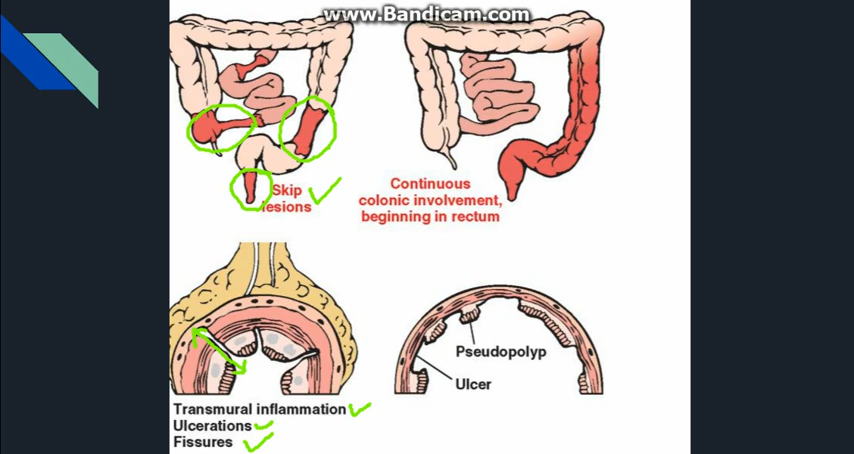 www.Bandicam.com
Skip
lesions
Continuous
colonic involvement,
beginning in rectum
Pseudopolyp
Ulcer
Transmural inflammation
Ulcerations
Fissures